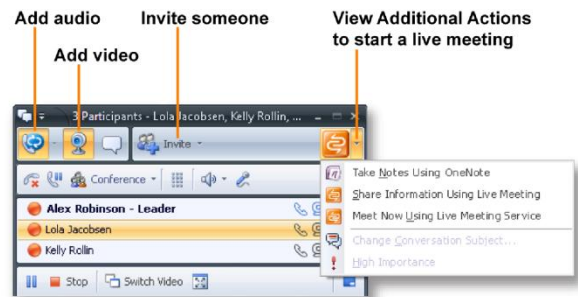 Add audio
Invite someone
View Additional Actions
to start a live meeting
Add video
3 Participants - Lola Jacobsen, Kelly Rollin, ...
Invite
Conference
Take Notes Using OneNote
Share Information Using Live Meeting
Meet Now Using Live Meeting Service
Change Conversation Subject...
High Importance
Alex Robinson - Leader
Lola Jacobsen
Kelly Rollin
Stop
Switch Video